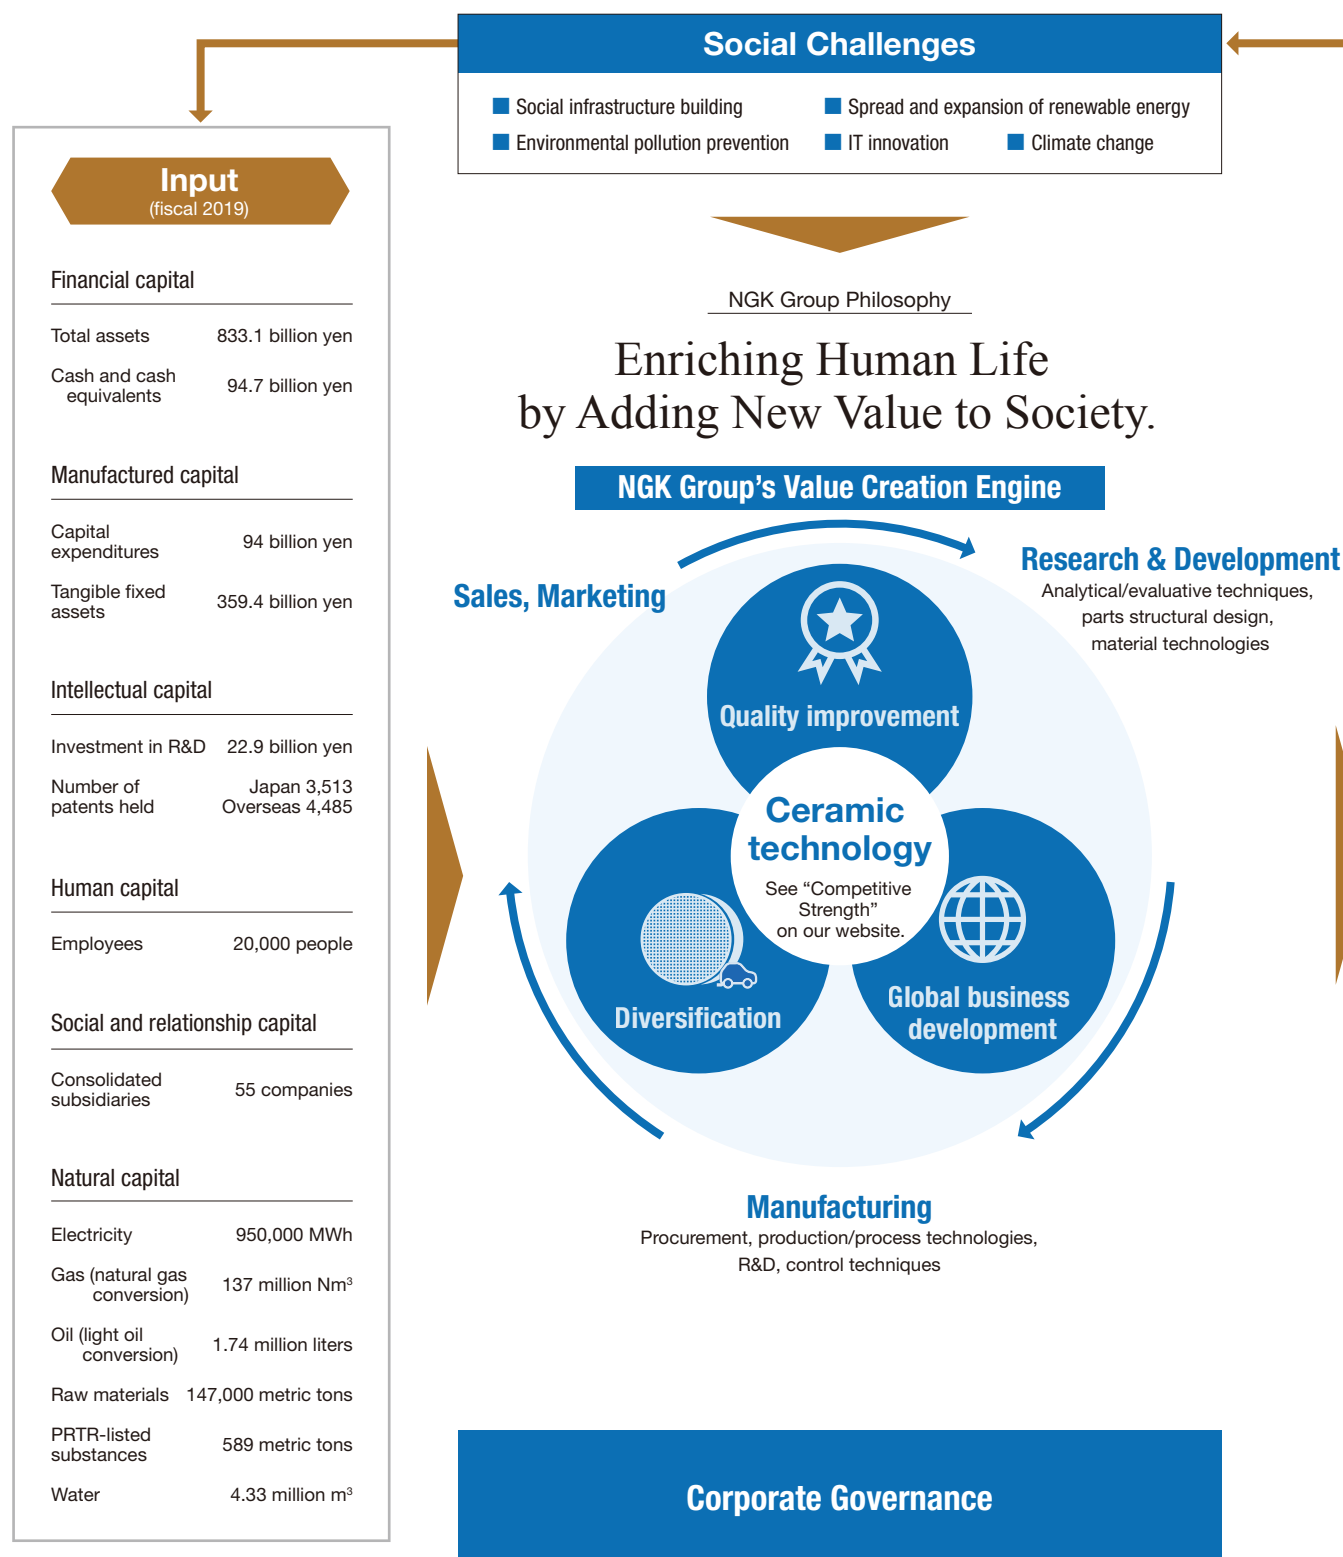 Social Challenges
Social infrastructure building
Spread and expansion of renewable energy
Environmental pollution prevention
IT innovation
Climate change
Input
(fiscal 2019)
Financial capital
Total assets 833.1 billion yen
Cash and cash
equivalents 94.7 billion yen
Manufactured capital
Capital
expenditures 94 billion yen
Tangible fixed
assets 359.4 billion yen
Intellectual capital
Investment in R&D 22.9 billion yen
Number of Japan 3,513
patents held Overseas 4,485
Human capital
Employees 20,000 people
Social and relationship capital
Consolidated
subsidiaries 55 companies
Natural capital
Electricity 950,000 MWh
Gas (natural gas
conversion) 137 million Nm³
Oil (light oil
conversion) 1.74 million liters
Raw materials 147,000 metric tons
PRTR-listed
substances 589 metric tons
Water 4.33 million m³
NGK Group Philosophy
Enriching Human Life
by Adding New Value to Society.
NGK Group’s Value Creation Engine
Sales, Marketing
Research & Development
Analytical/evaluative techniques,
parts structural design,
material technologies
Quality improvement
Ceramic
technology
See “Competitive
Strength”
on our website.
Diversification
Global business
development
Manufacturing
Procurement, production/process technologies,
R&D, control techniques
Corporate Governance